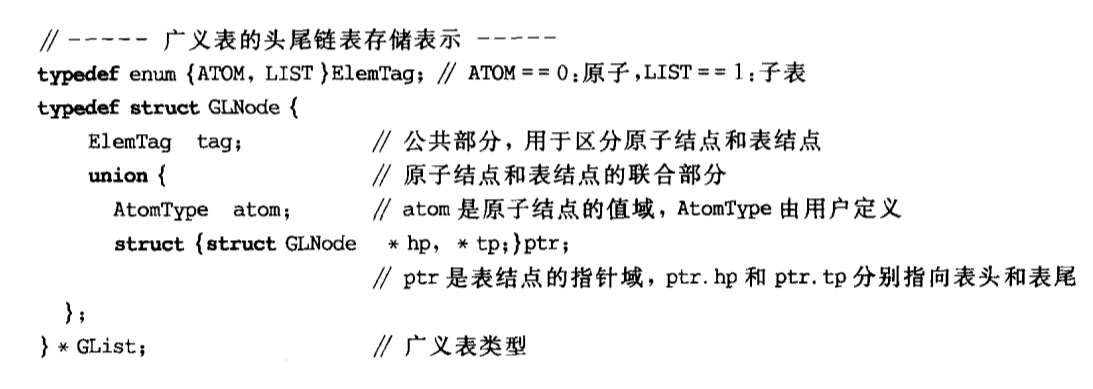 // ----- 广义表的头尾链表存储表示 -----
typedef enum {ATOM, LIST }ElemTag; // ATOM == 0:原子,LIST == 1:子表
typedef struct GLNode {
ElemTag tag; // 公共部分，用于区分原子结点和表结点
union { // 原子结点和表结点的联合部分
AtomType atom; // atom 是原子结点的值域，AtomType 由用户定义
struct {struct GLNode * hp, * tp;}ptr;
// ptr 是表结点的指针域，ptr.hp 和 ptr.tp 分别指向表头和表尾
};
} * GList; // 广义表类型